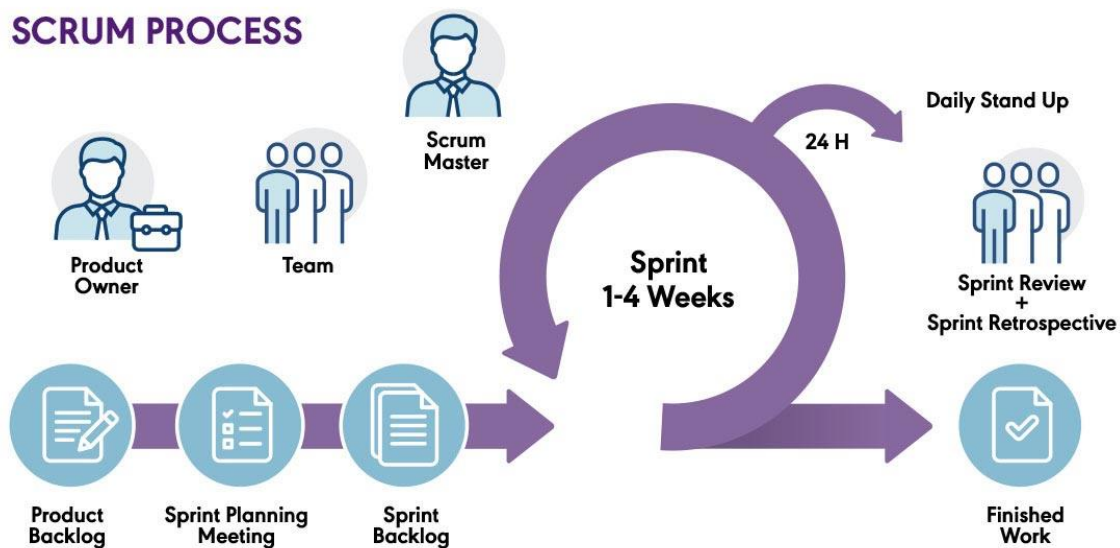 SCRUM PROCESS
Scrum
Master
Daily Stand Up
24 H
Product
Owner
Team
Sprint
1-4 Weeks
Sprint Review
+
Sprint Retrospective
Product
Backlog
Sprint Planning
Meeting
Sprint
Backlog
Finished
Work